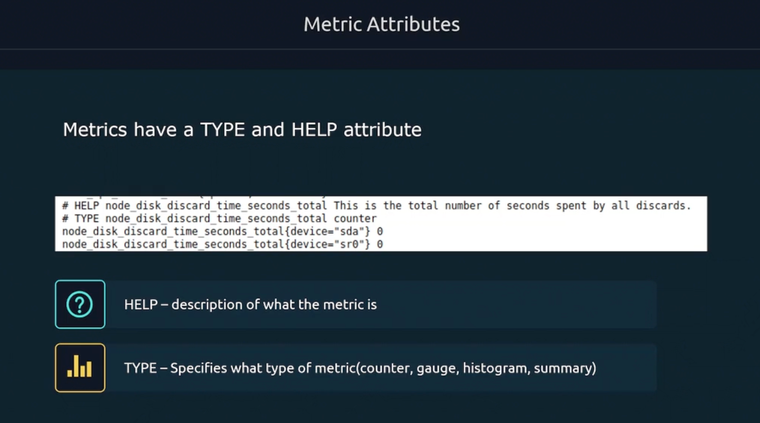 Metric Attributes
Metrics have a TYPE and HELP attribute
# HELP node_disk_discard_time_seconds_total This is the total number of seconds spent by all discards.
# TYPE node_disk_discard_time_seconds_total counter
node_disk_discard_time_seconds_total{device="sda"} 0
node_disk_discard_time_seconds_total{device="sr0"} 0
HELP – description of what the metric is
TYPE – Specifies what type of metric(counter, gauge, histogram, summary)